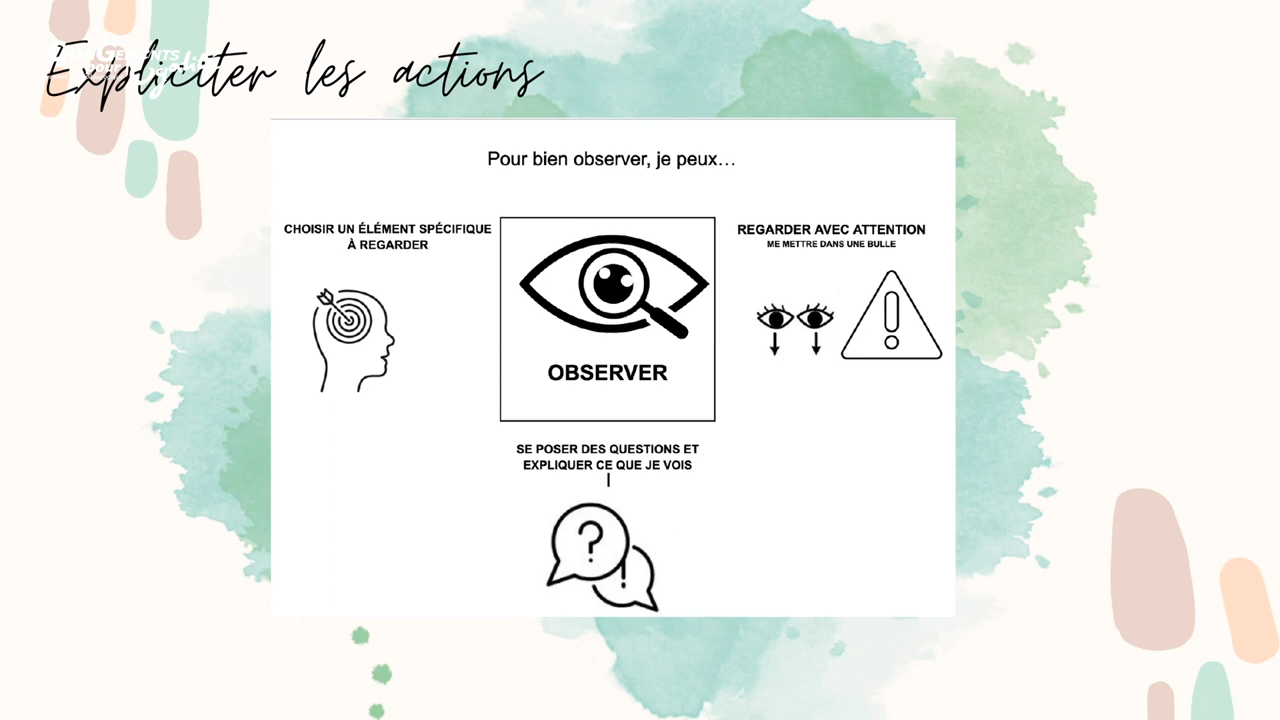 Expliciter les actions
Pour bien observer, je peux…
CHOISIR UN ÉLÉMENT SPÉCIFIQUE
À REGARDER
OBSERVER
REGARDER AVEC ATTENTION
ME METTRE DANS UNE BULLE
SE POSER DES QUESTIONS ET
EXPLIQUER CE QUE JE VOIS